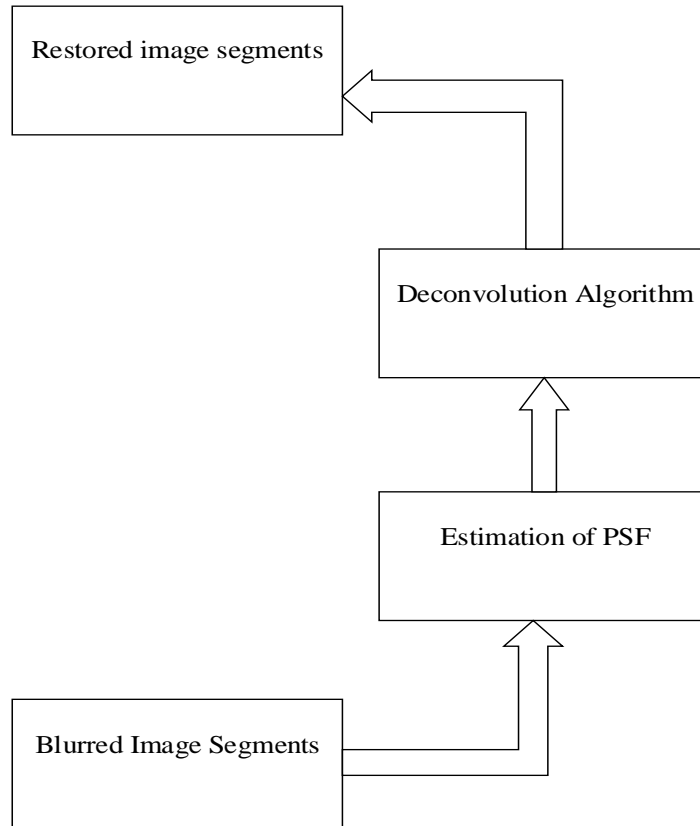 Restored image segments
Deconvolution Algorithm
Estimation of PSF
Blurred Image Segments